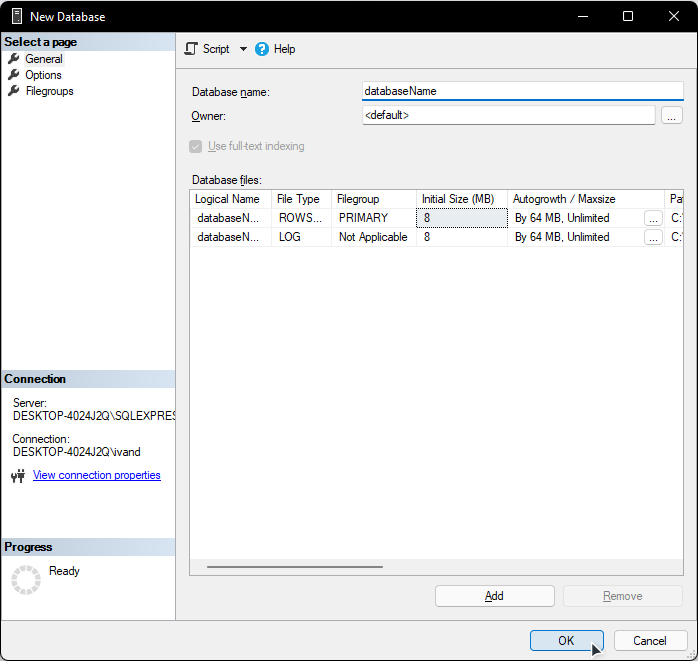 New Database
Select a page
General
Options
Filegroups
Script
Help
Database name:
databaseName
Owner:
<default>
...
Use full-text indexing
Database files:
Logical Name File Type Filegroup Initial Size (MB) Autogrowth / Maxsize
databaseN... ROWS... PRIMARY 8 By 64 MB, Unlimited ... C:
databaseN... LOG Not Applicable 8 By 64 MB, Unlimited ... C:
Connection
Server:
DESKTOP-4024J2Q\SQLEXPRES
Connection:
DESKTOP-4024J2Q\ivand
View connection properties
Progress
Ready
Add
Remove
OK
Cancel